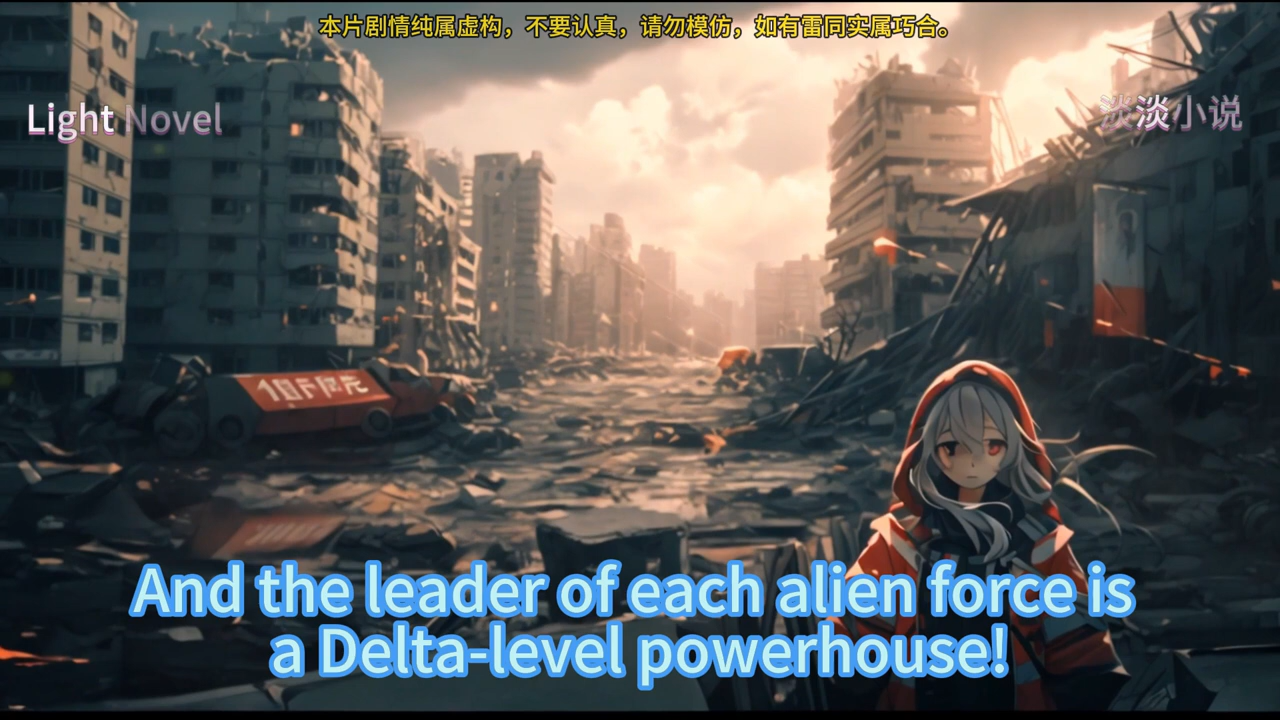 本片剧情纯属虚构，不要认真，请勿模仿，如有雷同实属巧合。
Light Novel
淡淡小说
And the leader of each alien force is
a Delta-level powerhouse!